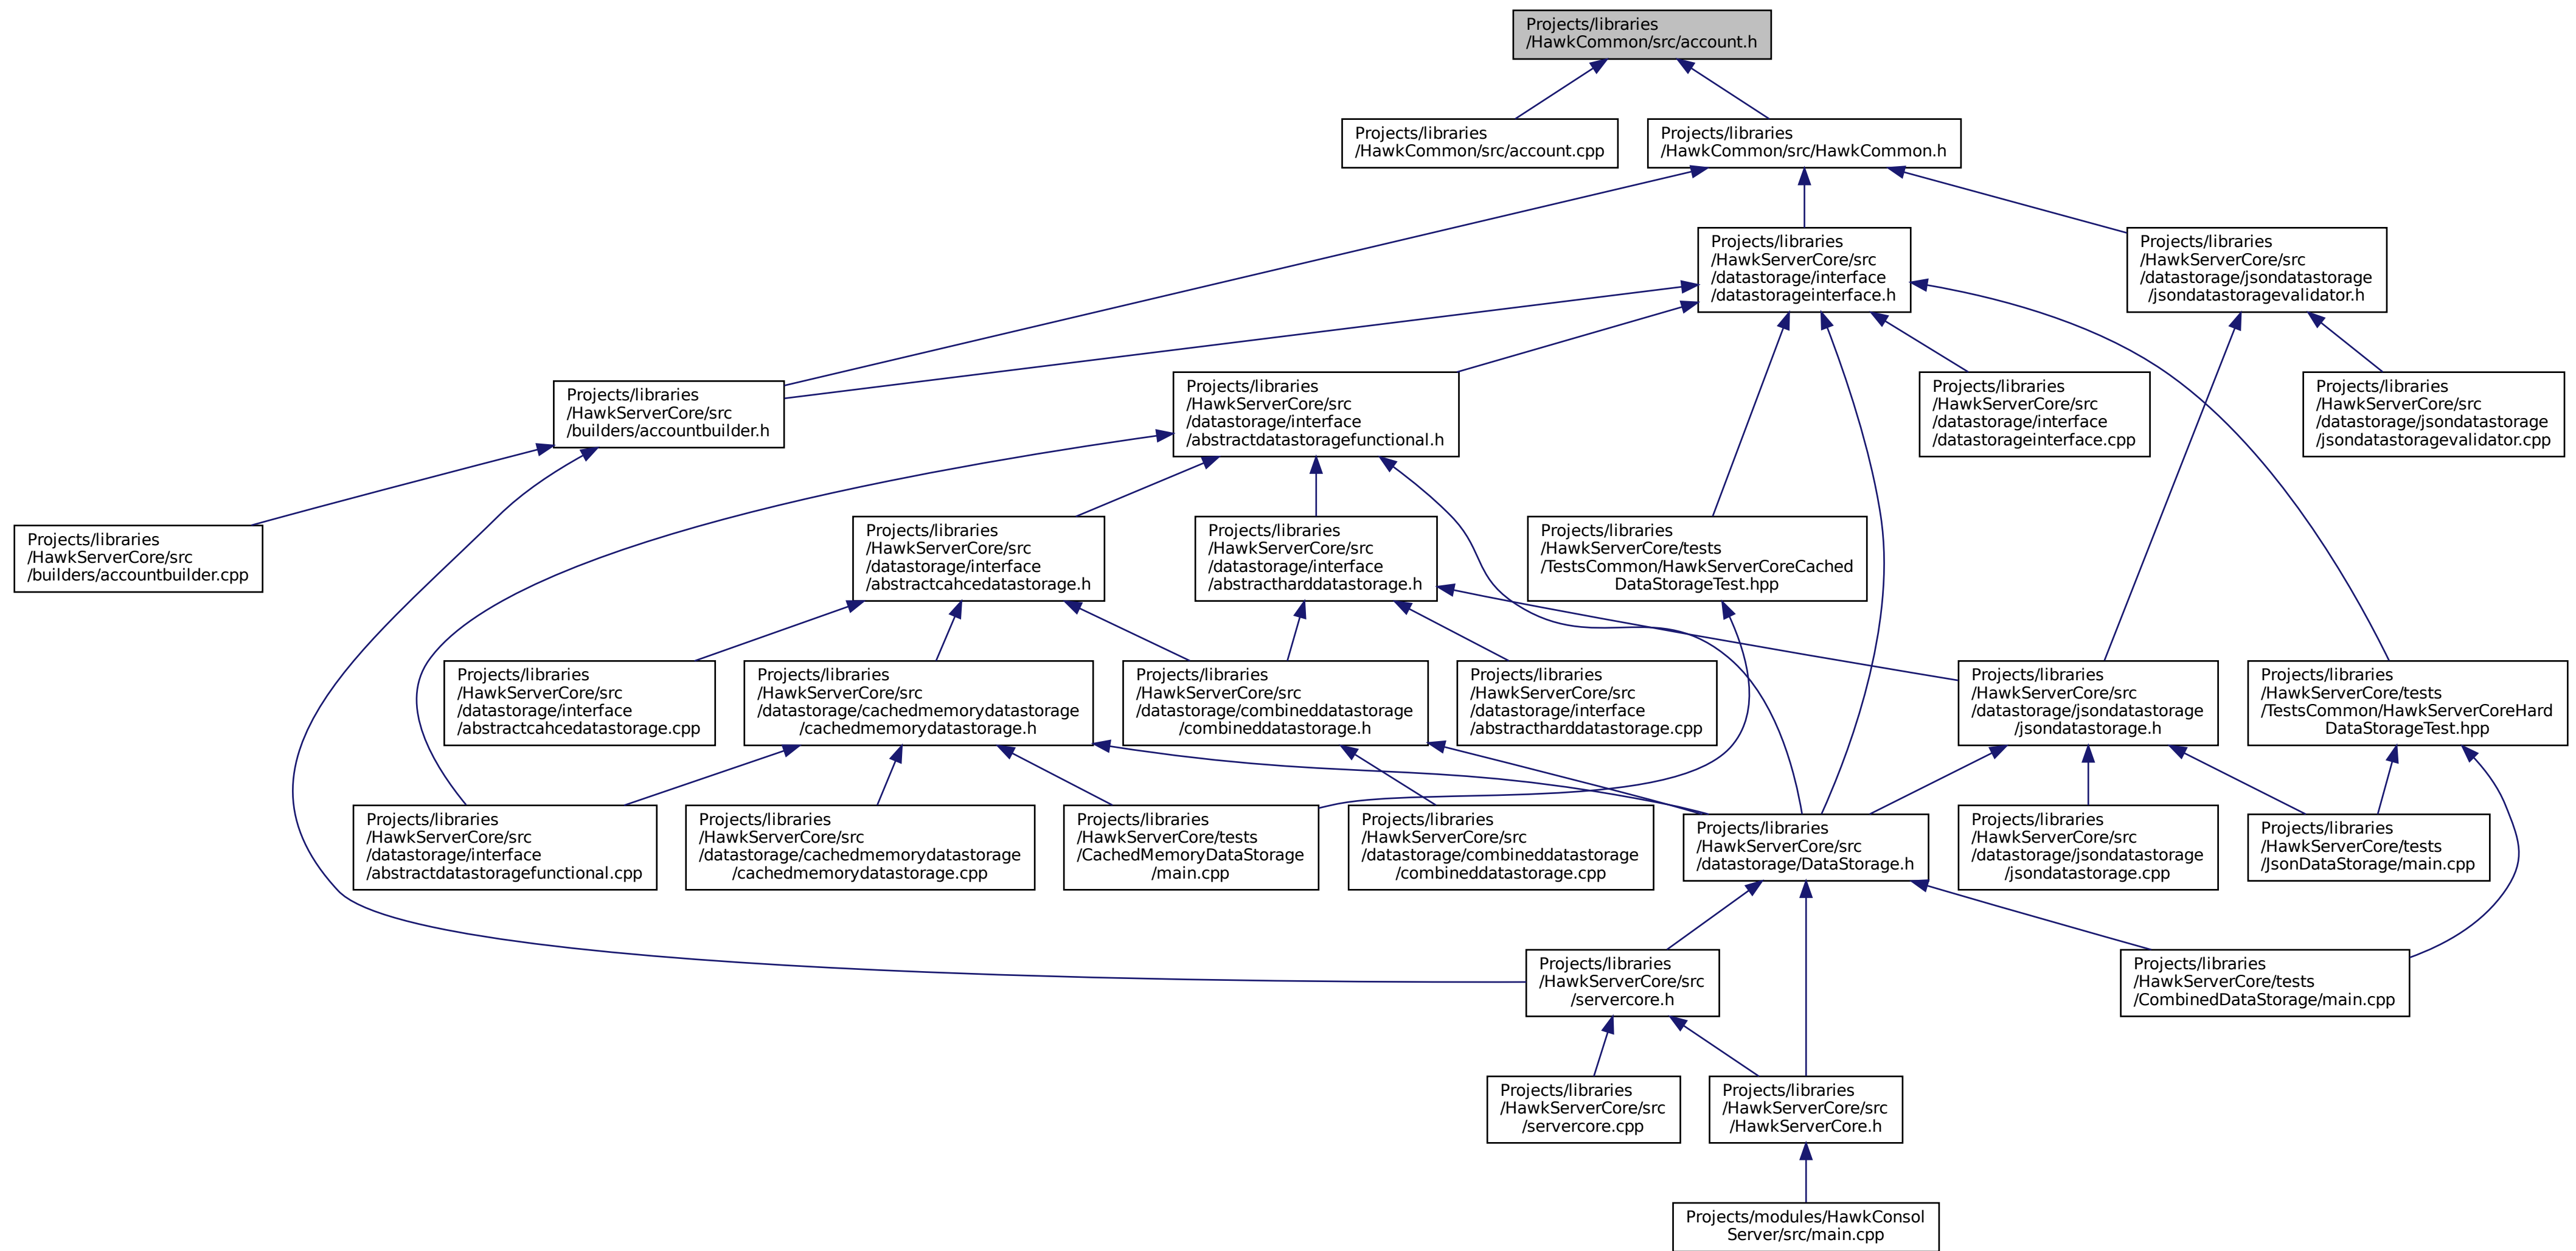 Projects/libraries
/HawkCommon/src/account.h
Projects/libraries
/HawkCommon/src/account.cpp
Projects/libraries
/HawkCommon/src/HawkCommon.h
Projects/libraries
/HawkServerCore/src
/datastorage/interface
/datastorageinterface.h
Projects/libraries
/HawkServerCore/src
/datastorage/jsondatastorage
/jsondatastoragevalidator.h
Projects/libraries
/HawkServerCore/src
/builders/accountbuilder.h
Projects/libraries
/HawkServerCore/src
/datastorage/interface
/abstractdatastoragefunctional.h
Projects/libraries
/HawkServerCore/src
/datastorage/interface
/datastorageinterface.cpp
Projects/libraries
/HawkServerCore/src
/datastorage/jsondatastorage
/jsondatastoragevalidator.cpp
Projects/libraries
/HawkServerCore/src
/builders/accountbuilder.cpp
Projects/libraries
/HawkServerCore/src
/datastorage/interface
/abstractcahcedatastorage.h
Projects/libraries
/HawkServerCore/src
/datastorage/interface
/abstractharddatastorage.h
Projects/libraries
/HawkServerCore/tests
/TestsCommon/HawkServerCoreCached
DataStorageTest.hpp
Projects/libraries
/HawkServerCore/src
/datastorage/interface
/abstractcahcedatastorage.cpp
Projects/libraries
/HawkServerCore/src
/datastorage/cachedmemorydatastorage
/cachedmemorydatastorage.h
Projects/libraries
/HawkServerCore/src
/datastorage/combineddatastorage
/combineddatastorage.h
Projects/libraries
/HawkServerCore/src
/datastorage/interface
/abstractharddatastorage.cpp
Projects/libraries
/HawkServerCore/src
/datastorage/jsondatastorage
/jsondatastorage.h
Projects/libraries
/HawkServerCore/tests
/TestsCommon/HawkServerCoreHard
DataStorageTest.hpp
Projects/libraries
/HawkServerCore/src
/datastorage/interface
/abstractdatastoragefunctional.cpp
Projects/libraries
/HawkServerCore/src
/datastorage/cachedmemorydatastorage
/cachedmemorydatastorage.cpp
Projects/libraries
/HawkServerCore/tests
/CachedMemoryDataStorage
/main.cpp
Projects/libraries
/HawkServerCore/src
/datastorage/combineddatastorage
/combineddatastorage.cpp
Projects/libraries
/HawkServerCore/src
/datastorage/DataStorage.h
Projects/libraries
/HawkServerCore/src
/datastorage/jsondatastorage
/jsondatastorage.cpp
Projects/libraries
/HawkServerCore/tests
/JsonDataStorage/main.cpp
Projects/libraries
/HawkServerCore/src
/servercore.h
Projects/libraries
/HawkServerCore/tests
/CombinedDataStorage/main.cpp
Projects/libraries
/HawkServerCore/src
/servercore.cpp
Projects/libraries
/HawkServerCore/src
/HawkServerCore.h
Projects/modules/HawkConsol
Server/src/main.cpp